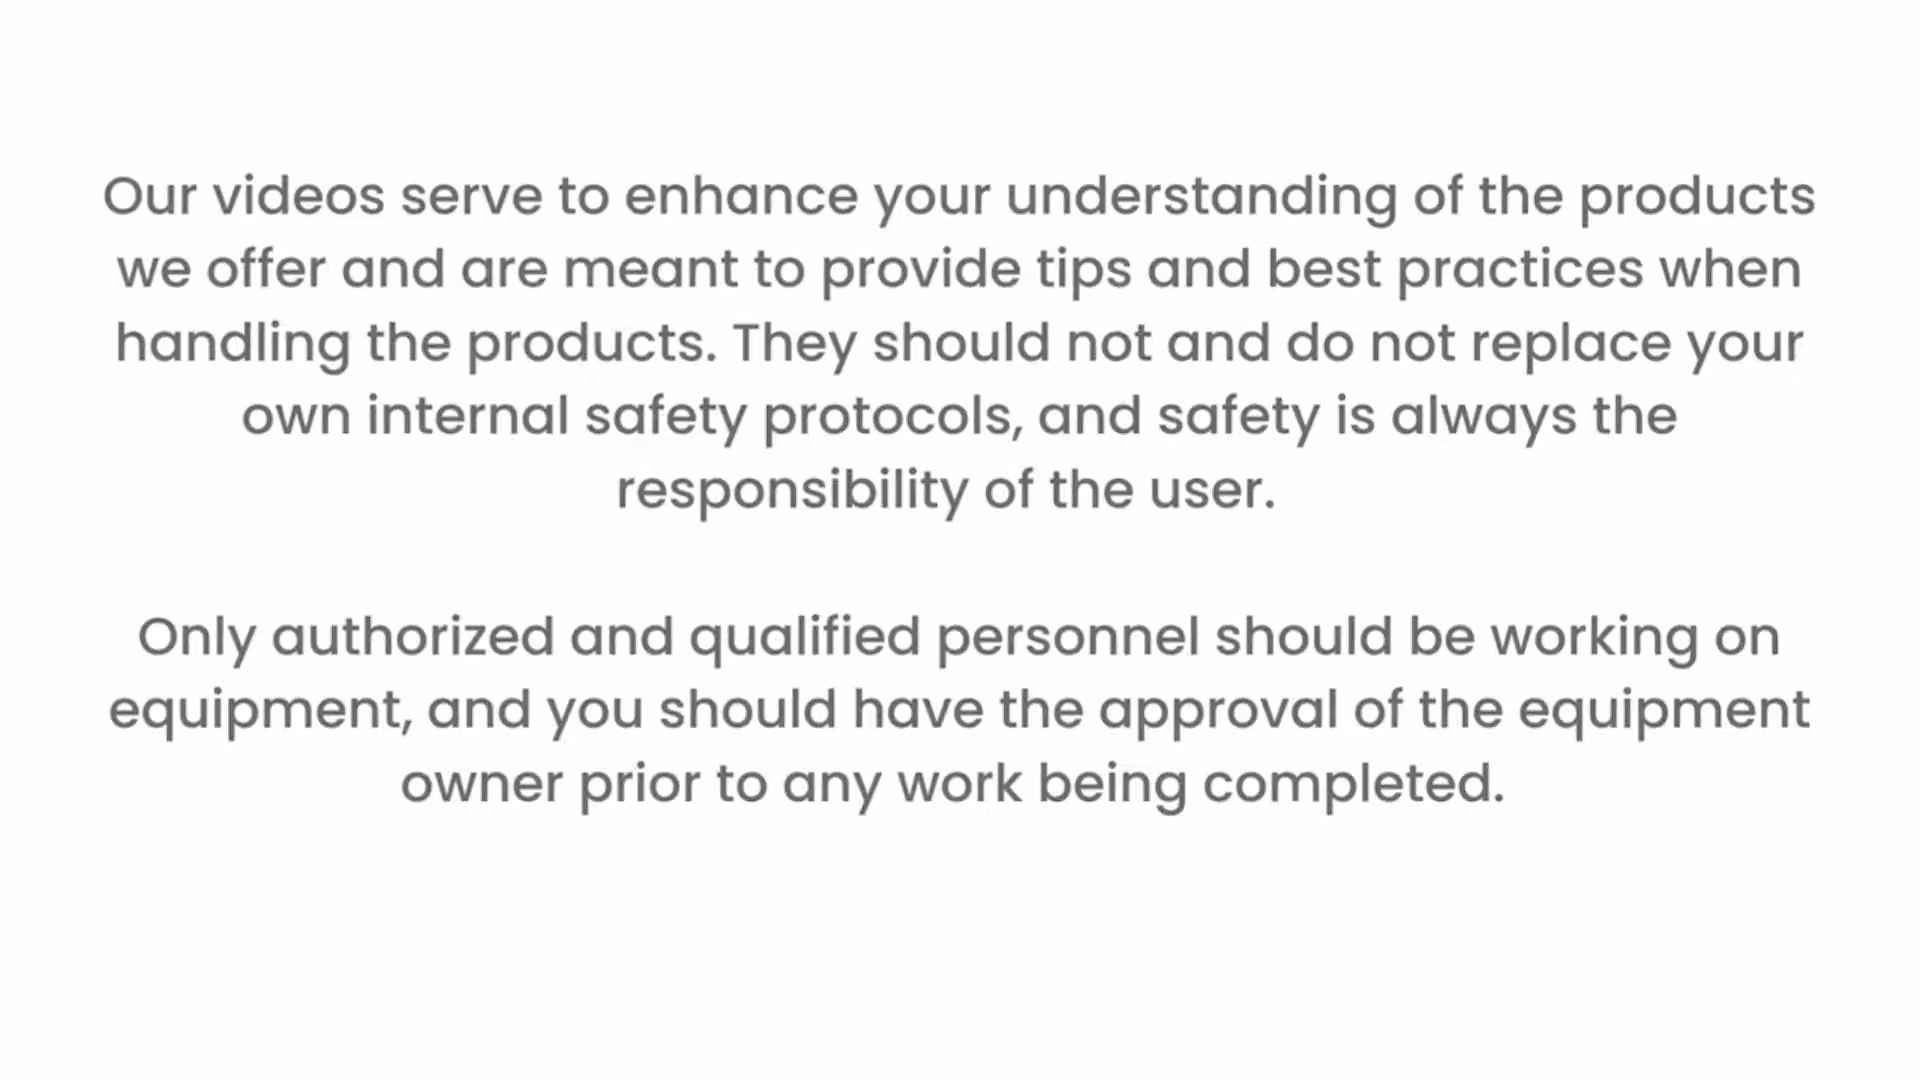 Our videos serve to enhance your understanding of the products
we offer and are meant to provide tips and best practices when
handling the products. They should not and do not replace your
own internal safety protocols, and safety is always the
responsibility of the user.
Only authorized and qualified personnel should be working on
equipment, and you should have the approval of the equipment
owner prior to any work being completed.